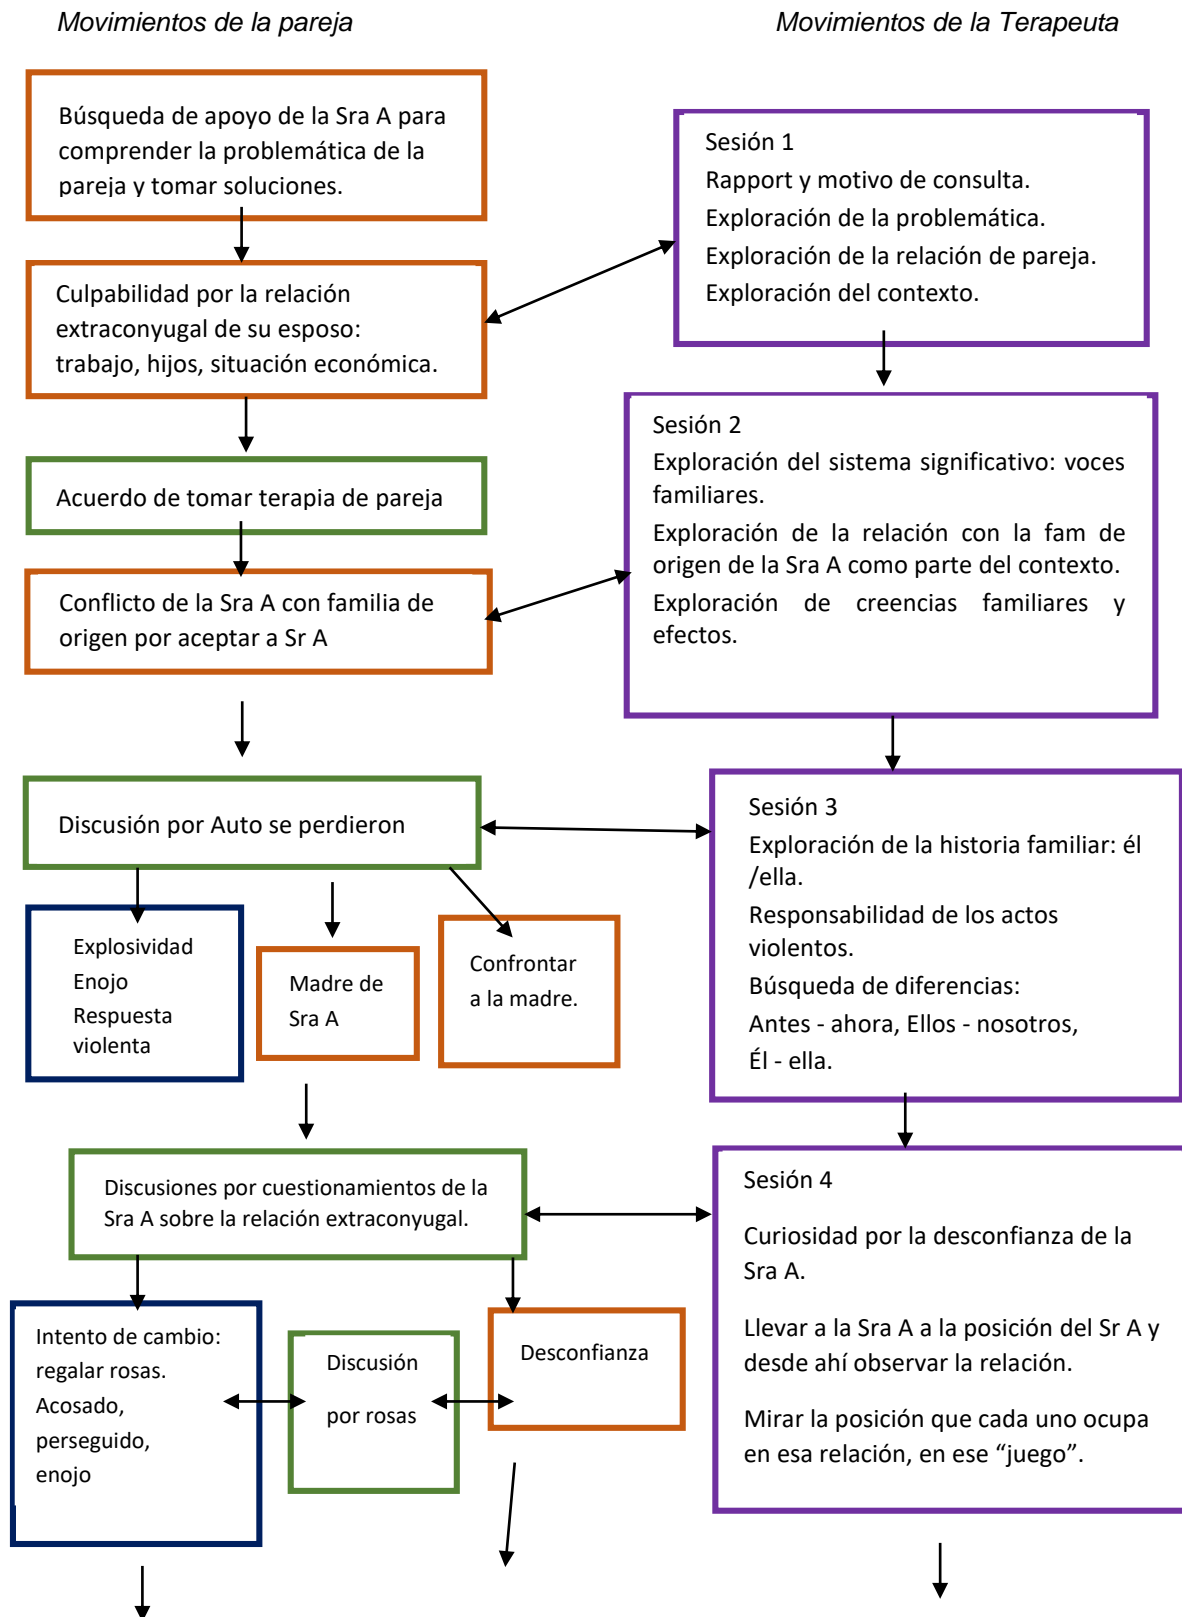 Movimientos de la pareja
Movimientos de la Terapeuta
Búsqueda de apoyo de la Sra A para
comprender la problemática de la
pareja y tomar soluciones.
Culpabilidad por la relación
extraconyugal de su esposo:
trabajo, hijos, situación económica.
Acuerdo de tomar terapia de pareja
Conflicto de la Sra A con familia de
origen por aceptar a Sr A
Discusión por Auto se perdieron
Explosividad
Enojo
Respuesta
violenta
Madre de
Sra A
Confrontar
a la madre.
Discusiones por cuestionamientos de la
Sra A sobre la relación extraconyugal.
Intento de cambio:
regalar rosas.
Acosado,
perseguido,
enojo
Discusión
por rosas
Desconfianza
Sesión 1
Rapport y motivo de consulta.
Exploración de la problemática.
Exploración de la relación de pareja.
Exploración del contexto.
Sesión 2
Exploración del sistema significativo: voces
familiares.
Exploración de la relación con la fam de
origen de la Sra A como parte del contexto.
Exploración de creencias familiares y
efectos.
Sesión 3
Exploración de la historia familiar: él
/ella.
Responsabilidad de los actos
violentos.
Búsqueda de diferencias:
Antes - ahora, Ellos - nosotros,
Él - ella.
Sesión 4
Curiosidad por la desconfianza de la
Sra A.
Llevar a la Sra A a la posición del Sr A y
desde ahí observar la relación.
Mirar la posición que cada uno ocupa
en esa relación, en ese “juego”.